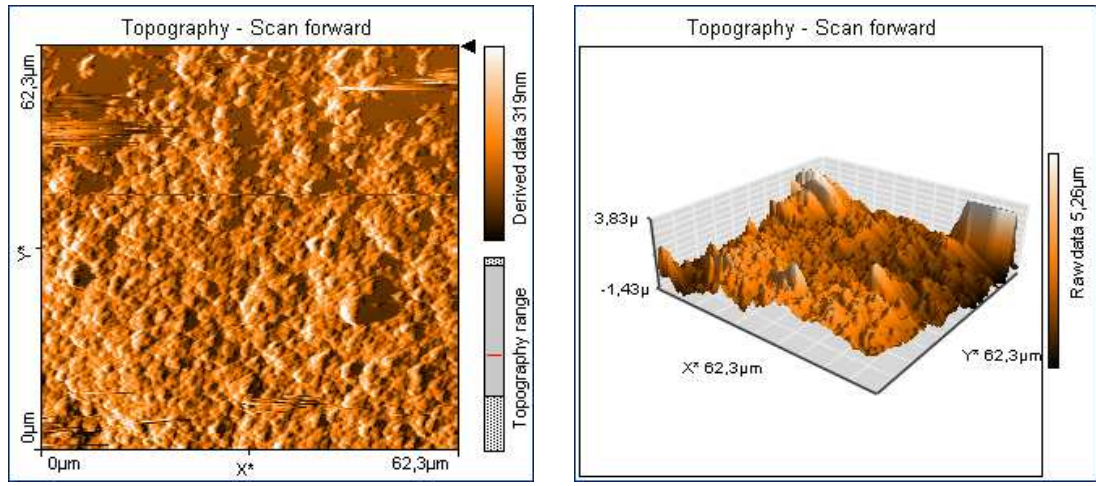 Topography - Scan forward
62,3µm
Y*
0µm
0µm
X*
62,3µm
Derived data 319nm
Topography range
Topography - Scan forward
3,83µ
-1,43µ
X* 62,3µm
Y* 62,3µm
Raw data 5,26µm